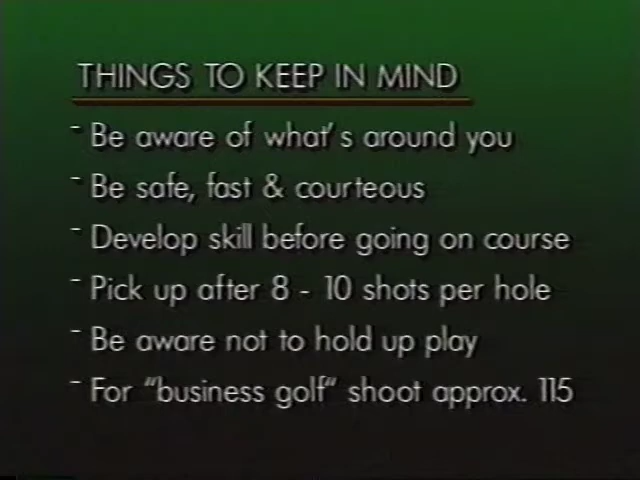 THINGS TO KEEP IN MIND
- Be aware of what's around you
- Be safe, fast & courteous
- Develop skill before going on course
- Pick up after 8 - 10 shots per hole
- Be aware not to hold up play
- For “business golf“ shoot approx. 115